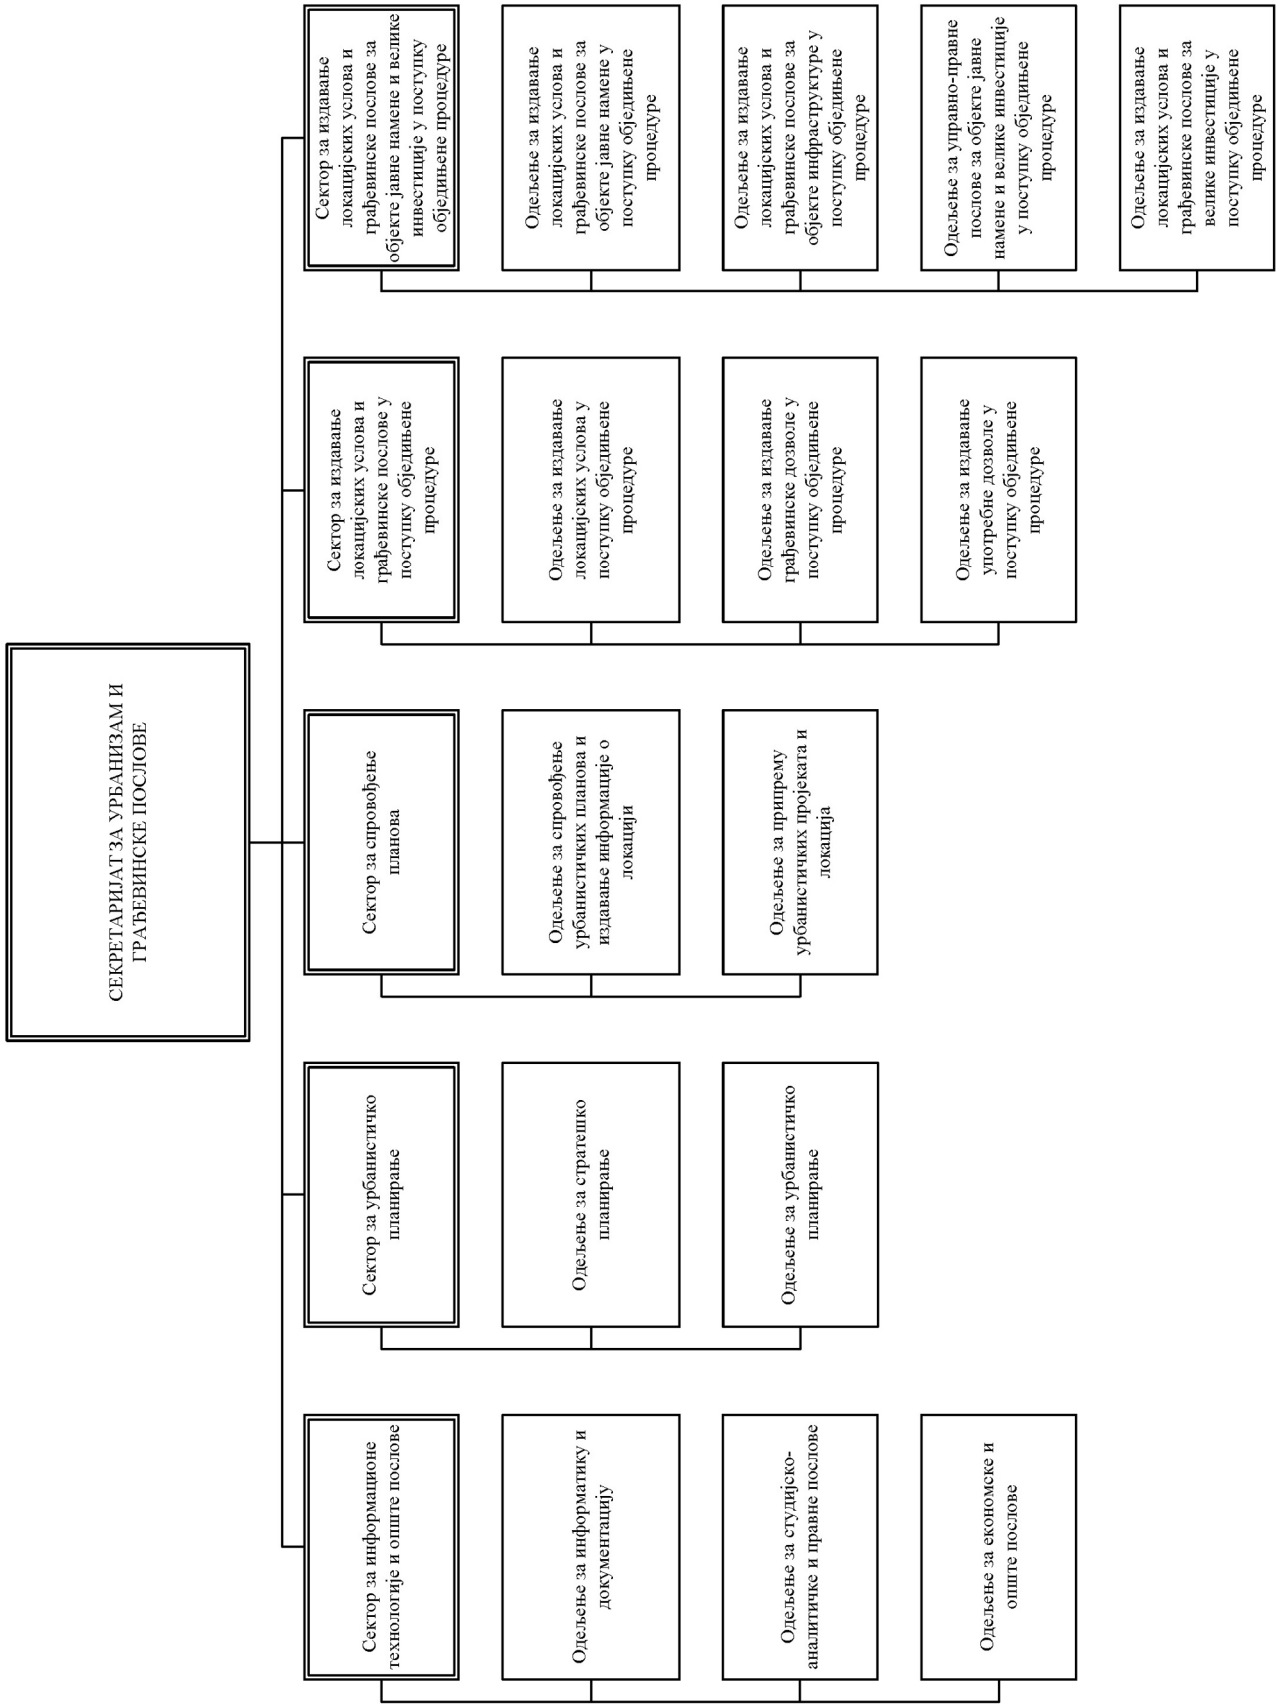 СЕКРЕТАРИЈАТ ЗА УРБАНИЗАМ И
ГРАЂЕВИНСКЕ ПОСЛОВЕ
Сектор за информационе
технологије и опште послове
Одељење за информатику и
документацију
Одељење за студијско-
аналитичке и правне послове
Одељење за економске и
опште послове
Сектор за урбанистичко
планирање
Одељење за стратешко
планирање
Одељење за урбанистичко
планирање
Сектор за спровођење
планова
Одељење за спровођење
урбанистичких планова и
издавање информације о
локацији
Одељење за припрему
урбанистичких пројеката и
локација
Сектор за издавање
локацијских услова и
грађевинске послове у
поступку обједињене
процедуре
Одељење за издавање
локацијских услова у
поступку обједињене
процедуре
Одељење за издавање
грађевинске дозволе у
поступку обједињене
процедуре
Одељење за издавање
употребне дозволе у
поступку обједињене
процедуре
Сектор за издавање
локацијских услова и
грађевинске послове за
објекте јавне намене и велике
инвестиције у поступку
обједињене процедуре
Одељење за издавање
локацијских услова и
грађевинске послове за
објекте јавне намене у
поступку обједињене
процедуре
Одељење за издавање
локацијских услова и
грађевинске послове за
објекте инфраструктуре у
поступку обједињене
процедуре
Одељење за управно-правне
послове за објекте јавне
намене и велике инвестиције
у поступку обједињене
процедуре
Одељење за издавање
локацијских услова и
грађевинске послове за
велике инвестиције у
поступку обједињене
процедуре